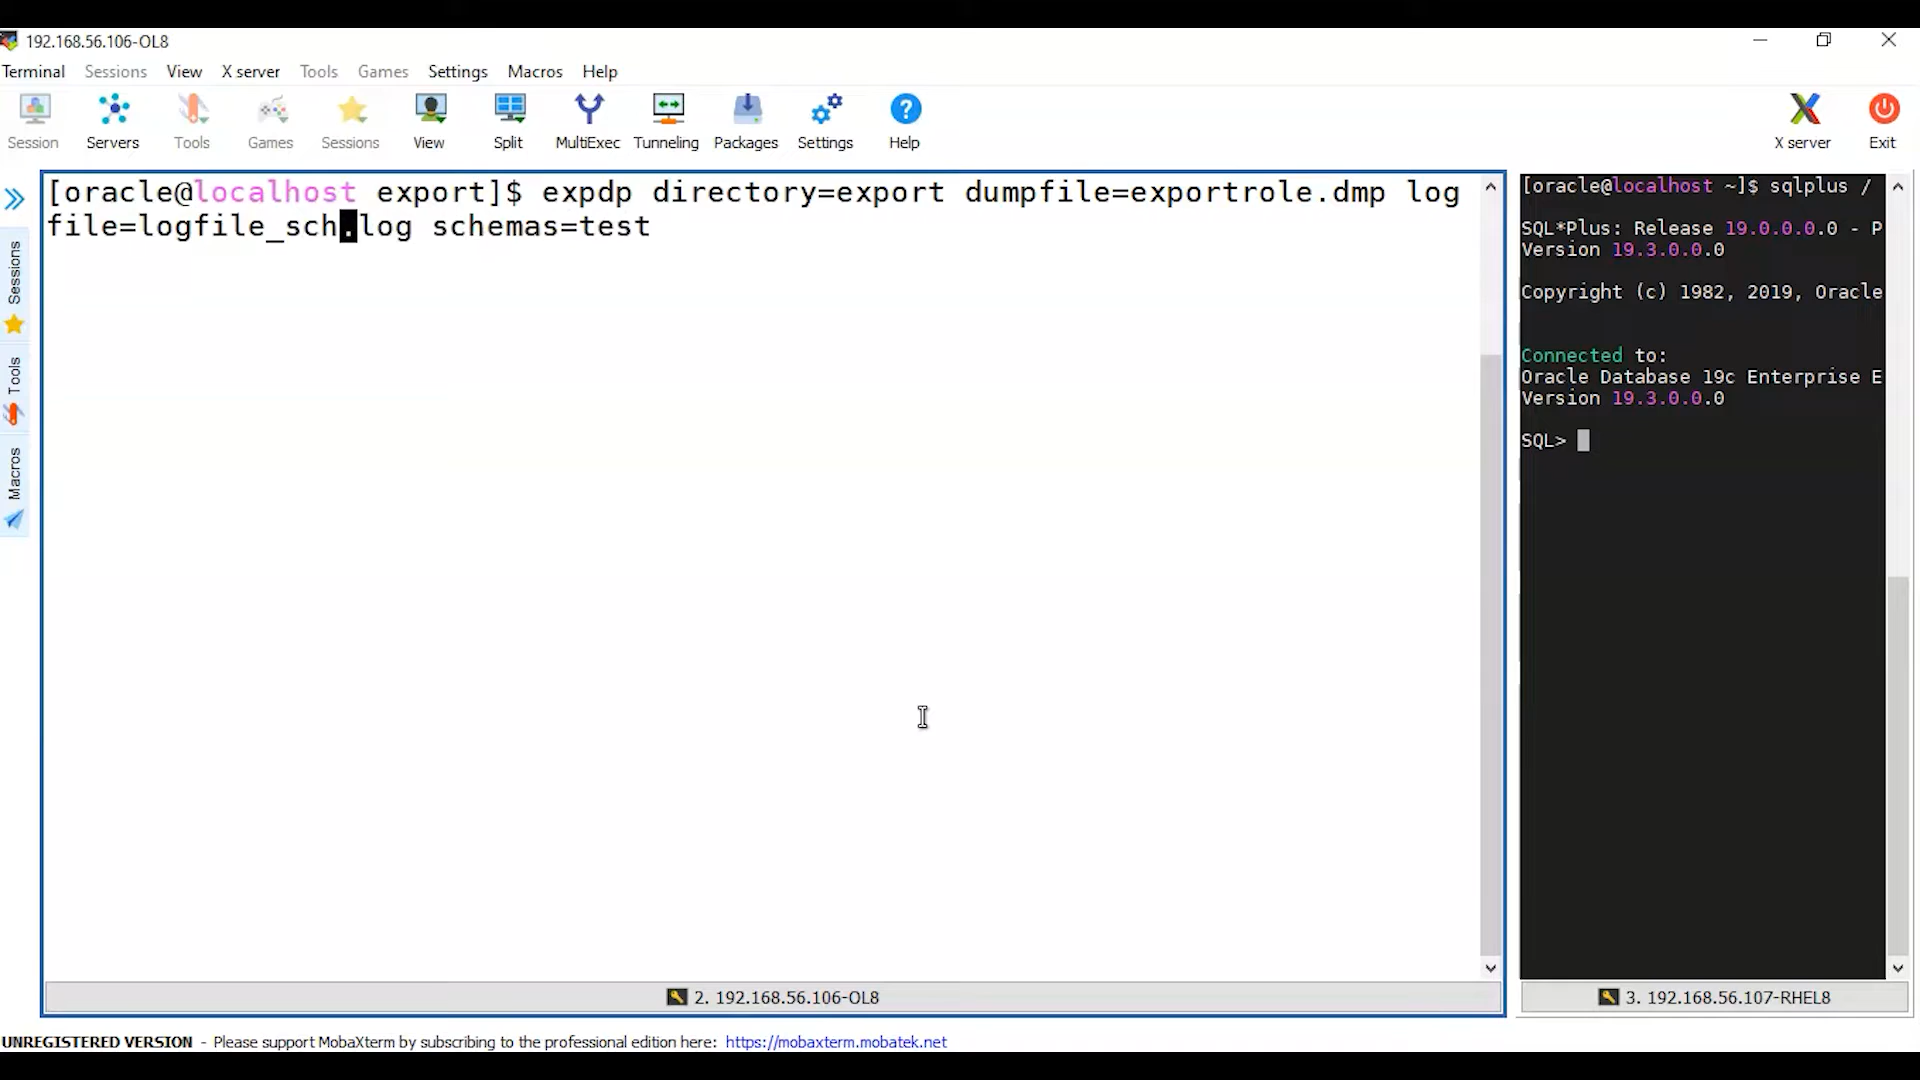 192.168.56.106-OL8
Terminal Sessions View X server Tools Games Settings Macros Help
Session Servers Tools Games Sessions View Split MultiExec Tunneling Packages Settings Help X server Exit
Sessions
Tools
Macros
[oracle@localhost export]$ expdp directory=export dumpfile=exportrole.dmp log
file=logfile_sch.log schemas=test
2. 192.168.56.106-OL8
[oracle@localhost ~]$ sqlplus /
SQL*Plus: Release 19.0.0.0.0 - P
Version 19.3.0.0.0
Copyright (c) 1982, 2019, Oracle
Connected to:
Oracle Database 19c Enterprise E
Version 19.3.0.0.0
SQL>
3. 192.168.56.107-RHEL8
UNREGISTERED VERSION - Please support MobaXterm by subscribing to the professional edition here: https://mobaxterm.mobatek.net